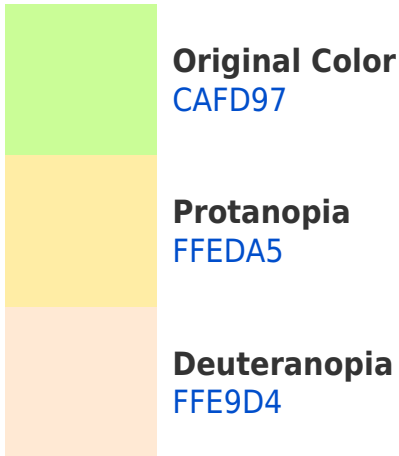 Original Color
CAFD97
Protanopia
FFEDA5
Deuteranopia
FFE9D4